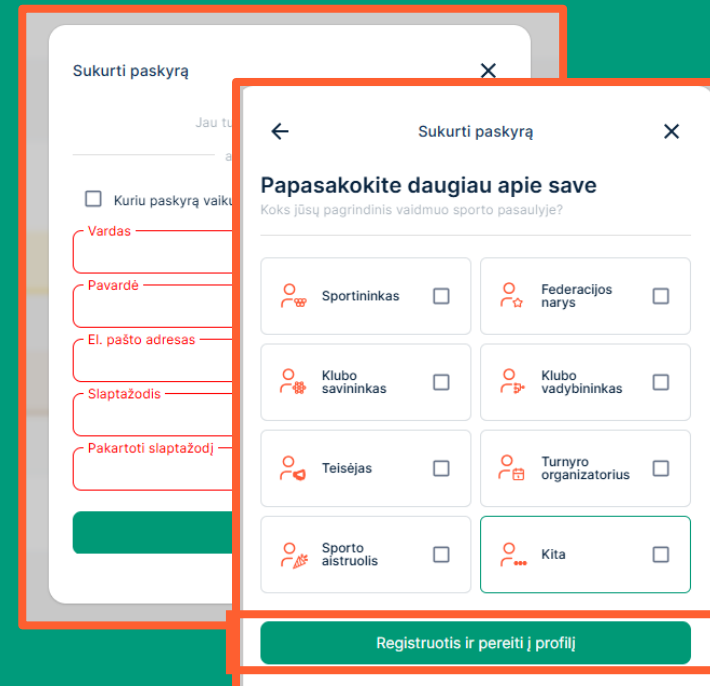 Sukurti paskyrą
Jau tu
a
Kuriu paskyrą vaiku
Vardas
Pavardė
El. pašto adresas
Slaptažodis
Pakartoti slaptažodį
Sukurti paskyrą
Papasakokite daugiau apie save
Koks jūsų pagrindinis vaidmuo sporto pasaulyje?
Sportininkas
Federacijos
narys
Klubo
savininkas
Klubo
vadybininkas
Teisėjas
Turnyro
organizatorius
Sporto
aistruolis
Kita
Registruotis ir pereiti į profilį